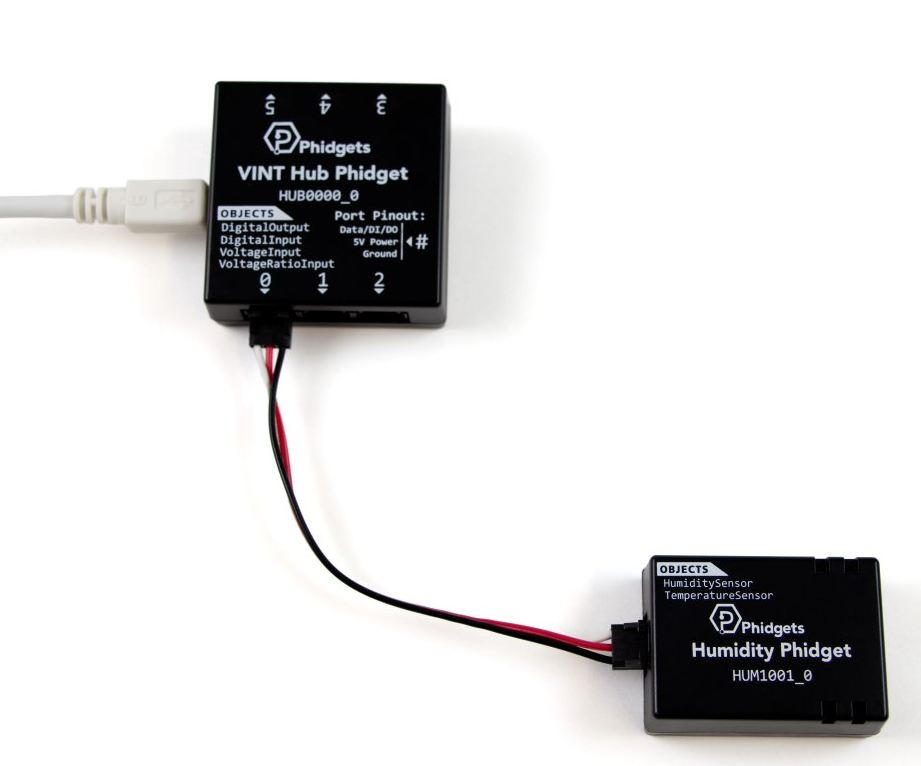 5 4 3
Phidgets
VINT Hub Phidget
HUB0000_0
OBJECTS
DigitalOutput
DigitalInput
VoltageInput
VoltageRatioInput
Port Pinout:
Data/DI/DO
5V Power
Ground
#
0 1 2
OBJECTS
HumiditySensor
TemperatureSensor
Phidgets
Humidity Phidget
HUM1001_0